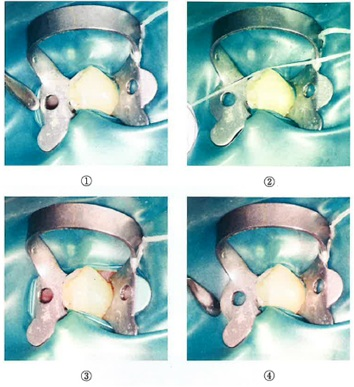 ①
②
③
④